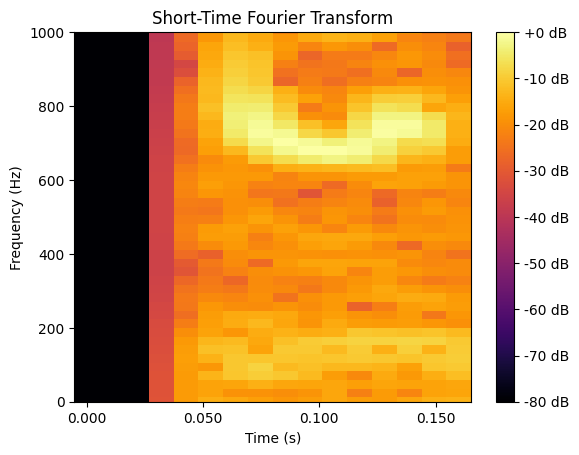 Short-Time Fourier Transform
Frequency (Hz)
1000
800
600
400
200
0
0.000
0.050
0.100
0.150
Time (s)
+0 dB
-10 dB
-20 dB
-30 dB
-40 dB
-50 dB
-60 dB
-70 dB
-80 dB